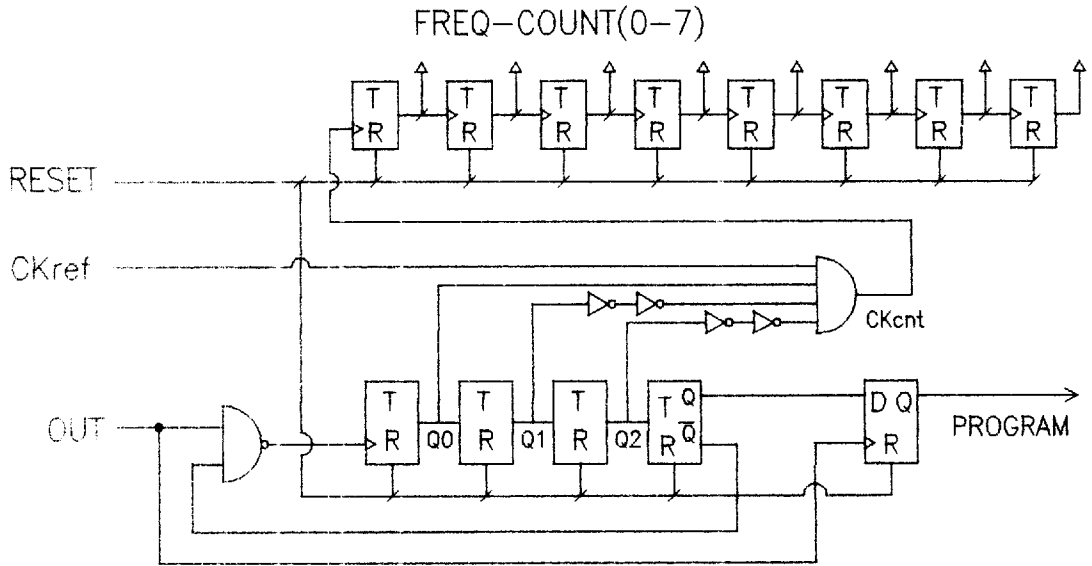 FREQ-COUNT(0-7)
T T T T T T T T
R R R R R R R R
RESET
CKref
CKcnt
T T T T Q D Q
OUT R Q0 R Q1 R Q2 R Q̅ R PROGRAM